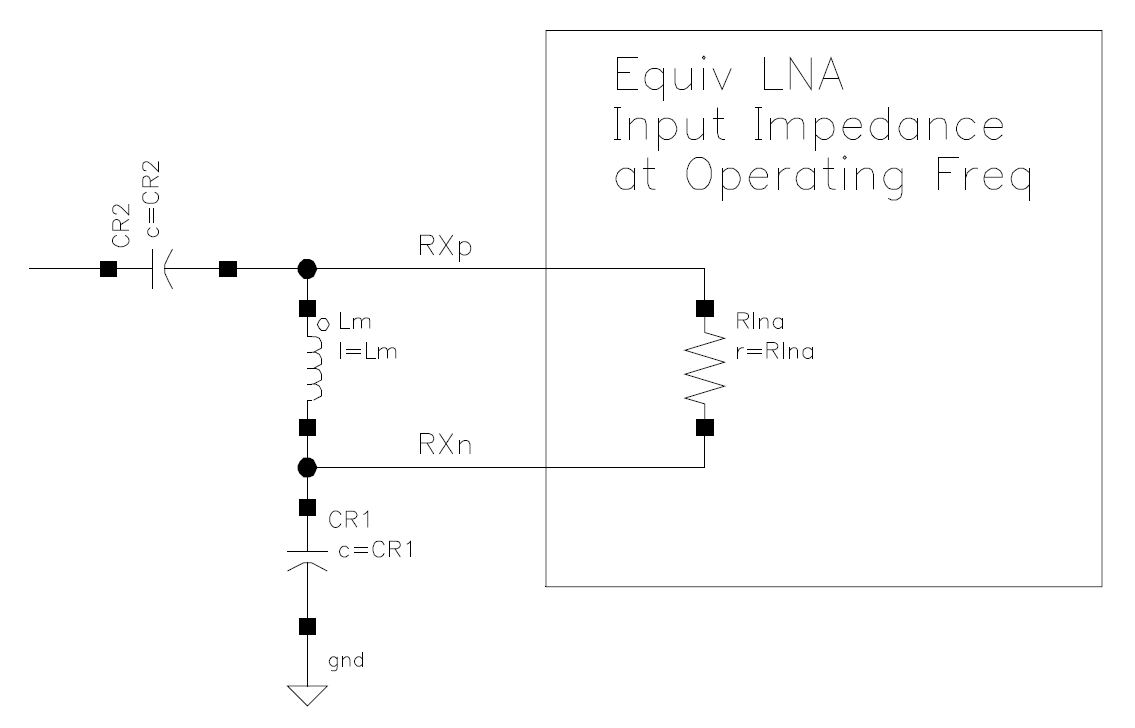 Equiv LNA
Input Impedance
at Operating Freq
CR2
c=CR2
RXp
Lm
l=Lm
Rlna
r=Rlna
RXn
CR1
c=CR1
gnd